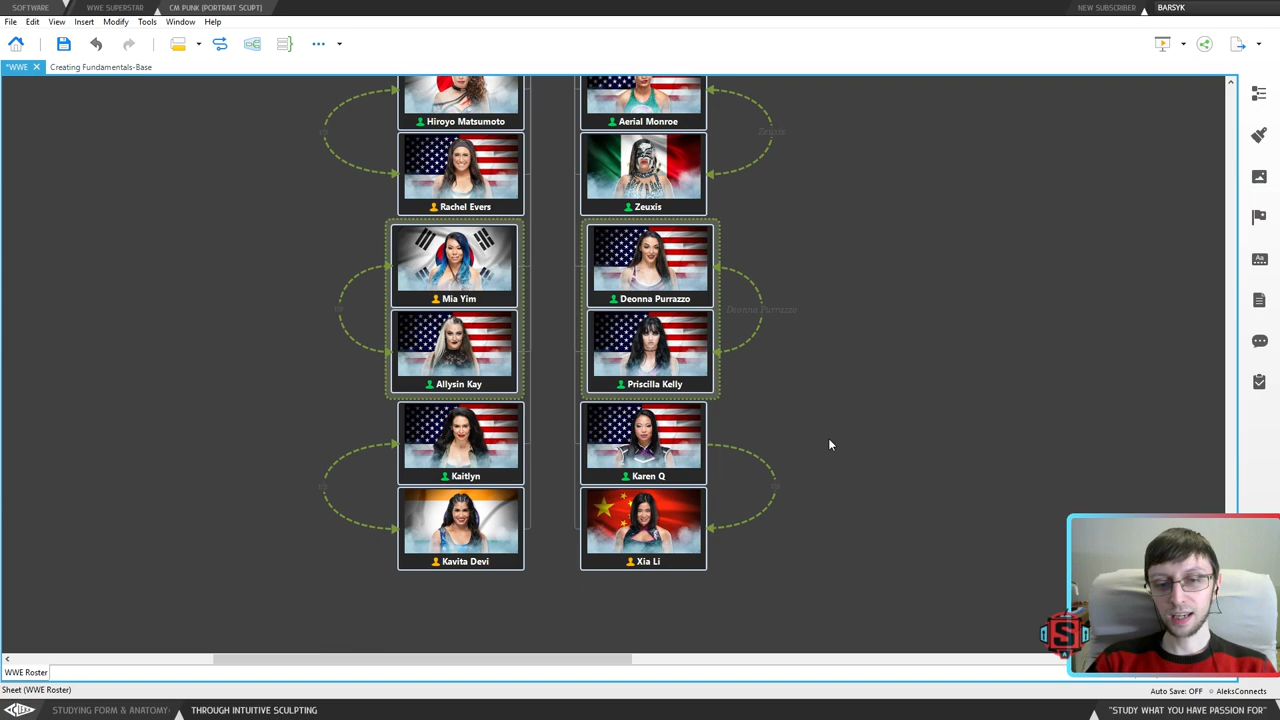 SOFTWARE WWE SUPERSTAR CM PUNK (PORTRAIT SCUPT) NEW SUBSCRIBER BARSYK
File Edit View Insert Modify Tools Window Help
*WWE Creating Fundamentals-Base
Hiroyo Matsumoto Aerial Monroe
Zeuxis
Rachel Evers Zeuxis
Mia Yim Deonna Purrazzo
Deonna Purrazzo
Allysin Kay Priscilla Kelly
Kaitlyn Karen Q
Kavita Devi Xia Li
WWE Roster
Sheet (WWE Roster) Auto Save: OFF AleksConnects
STUDYING FORM & ANATOMY THROUGH INTUITIVE SCULPTING "STUDY WHAT YOU HAVE PASSION FOR"